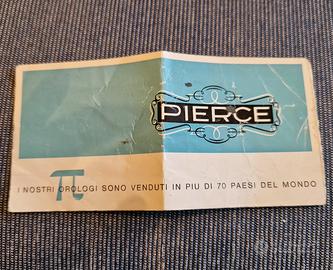 PIERCE
π
I NOSTRI OROLOGI SONO VENDUTI IN PIU DI 70 PAESI DEL MONDO